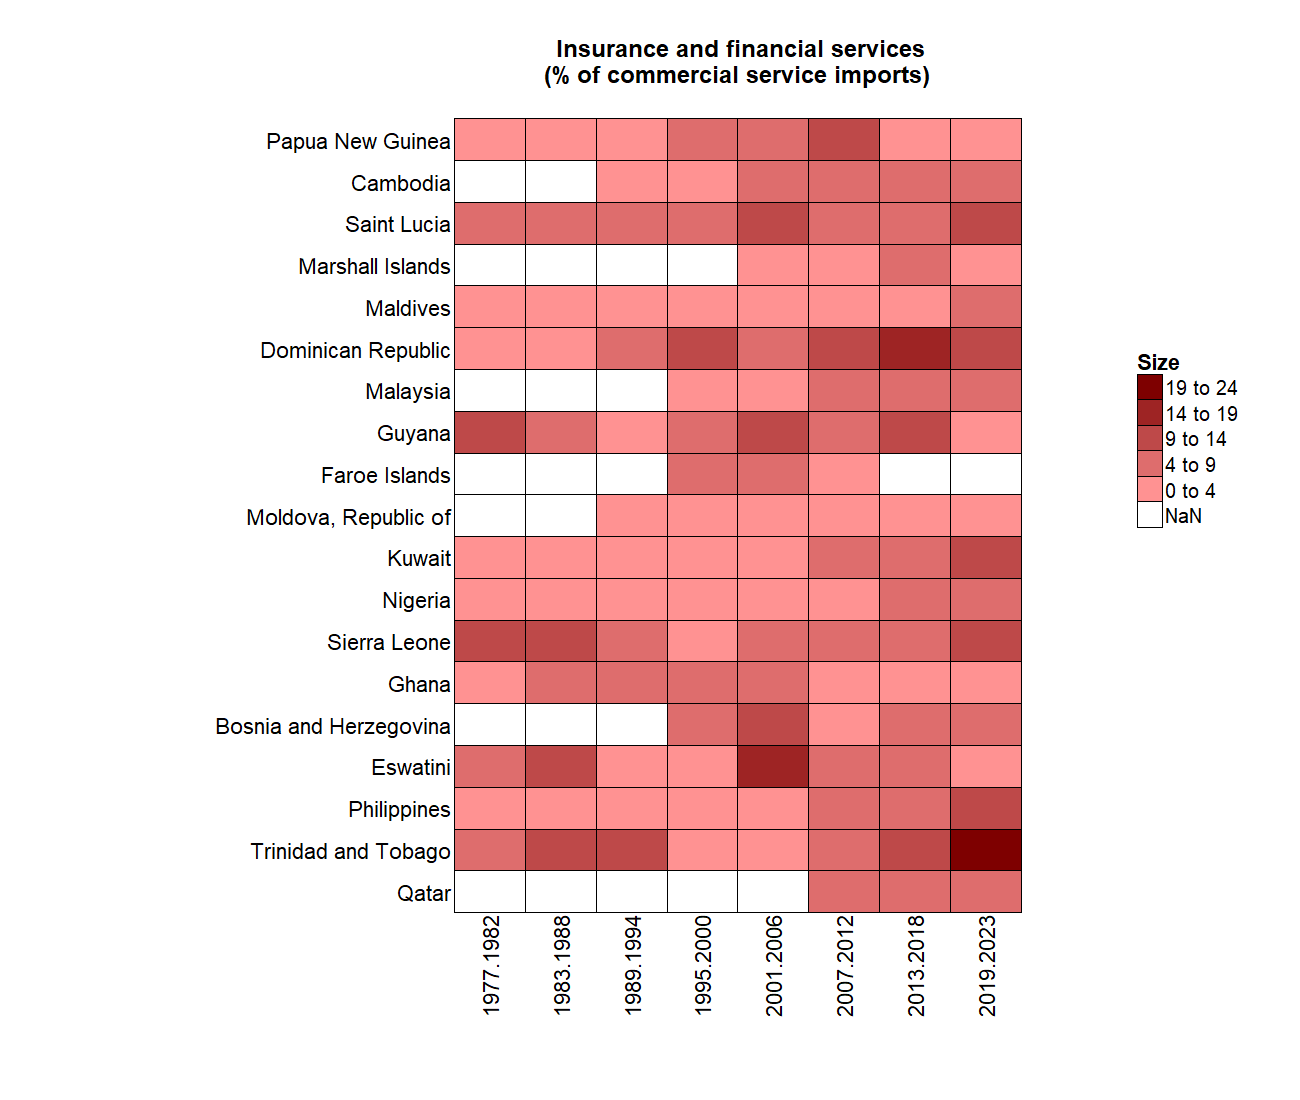 Insurance and financial services
(% of commercial service imports)
Papua New Guinea
Cambodia
Saint Lucia
Marshall Islands
Maldives
Dominican Republic
Malaysia
Guyana
Faroe Islands
Moldova, Republic of
Kuwait
Nigeria
Sierra Leone
Ghana
Bosnia and Herzegovina
Eswatini
Philippines
Trinidad and Tobago
Qatar
1977.1982
1983.1988
1989.1994
1995.2000
2001.2006
2007.2012
2013.2018
2019.2023
Size
19 to 24
14 to 19
9 to 14
4 to 9
0 to 4
NaN